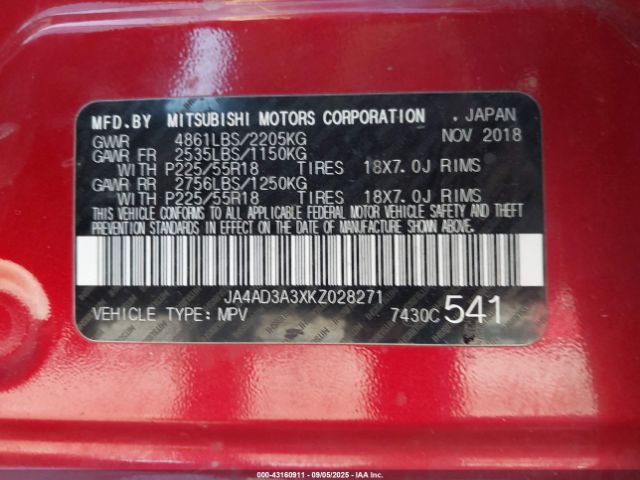 MFD.BY MITSUBISHI MOTORS CORPORATION . JAPAN
GWR 4861LBS/2205KG NOV 2018
GAWR FR 2535LBS/1150KG
WITH P225/55R18 TIRES 18X7.0J RIMS
GAWR RR 2756LBS/1250KG
WITH P225/55R18 TIRES 18X7.0J RIMS
THIS VEHICLE CONFORMS TO ALL APPLICABLE FEDERAL MOTOR VEHICLE SAFETY AND THEFT
PREVENTION STANDARDS IN EFFECT ON THE DATE OF MANUFACTURE SHOWN ABOVE.
JA4AD3A3XKZ028271
VEHICLE TYPE: MPV 7430C 541
000-43160911 - 09/05/2025 - IAAI.com